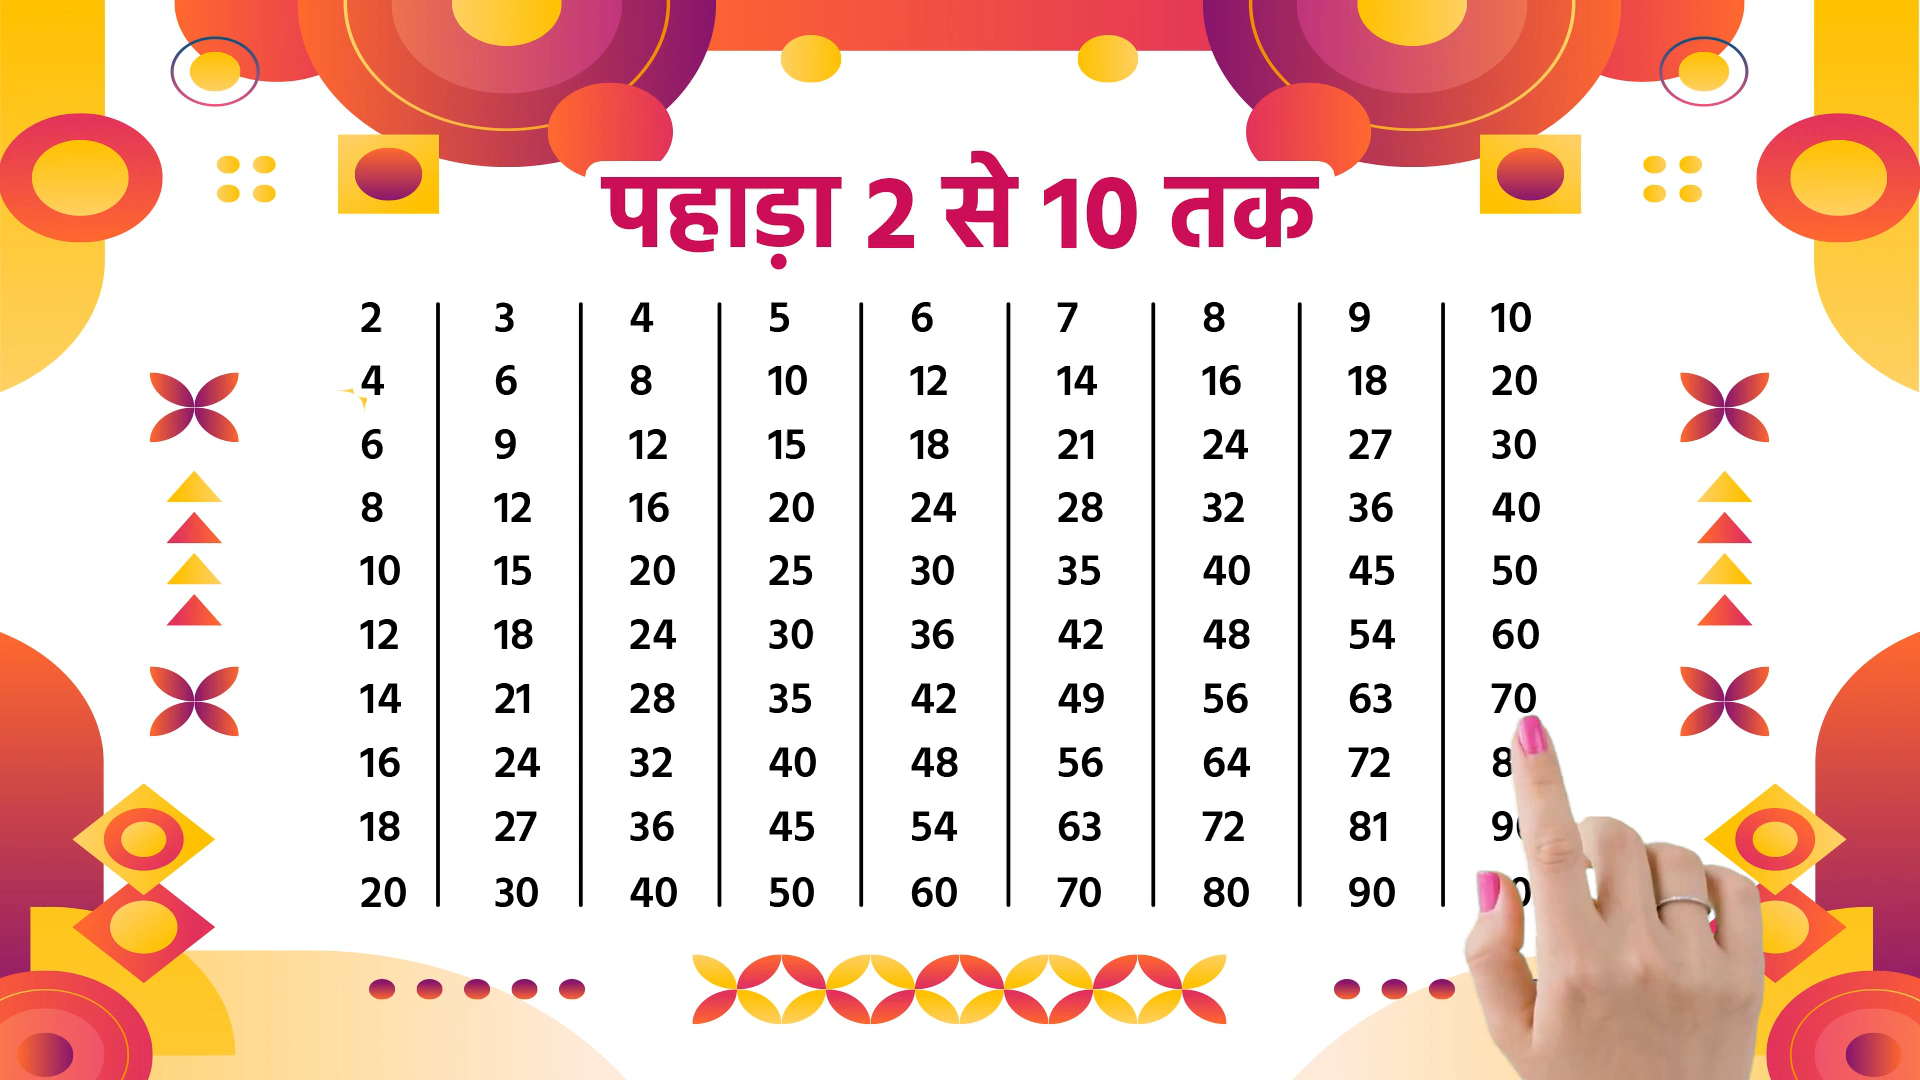 पहाड़ा 2 से 10 तक
2 3 4 5 6 7 8 9 10
4 6 8 10 12 14 16 18 20
6 9 12 15 18 21 24 27 30
8 12 16 20 24 28 32 36 40
10 15 20 25 30 35 40 45 50
12 18 24 30 36 42 48 54 60
14 21 28 35 42 49 56 63 70
16 24 32 40 48 56 64 72
18 27 36 45 54 63 72 81
20 30 40 50 60 70 80 90